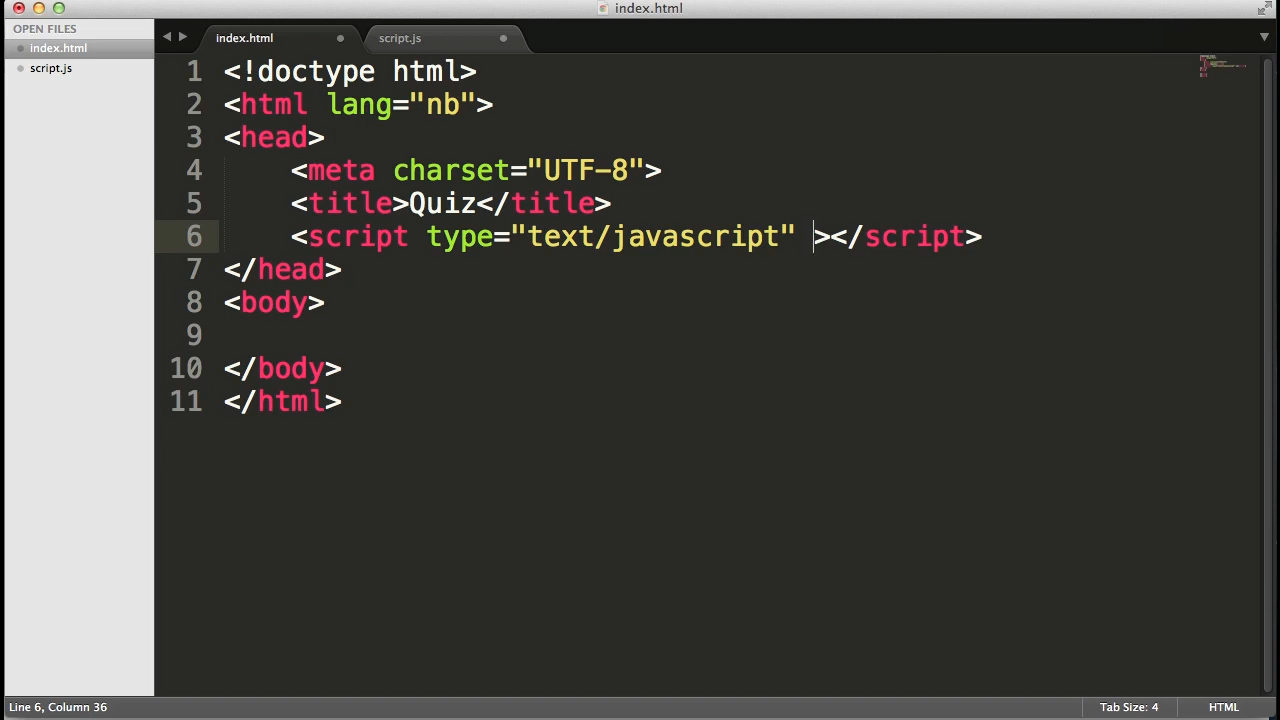 index.html
OPEN FILES
index.html
script.js
index.html
script.js
1 <!doctype html>
2 <html lang="nb">
3 <head>
4     <meta charset="UTF-8">
5     <title>Quiz</title>
6     <script type="text/javascript" ></script>
7 </head>
8 <body>
9
10 </body>
11 </html>
Line 6, Column 36
Tab Size: 4
HTML